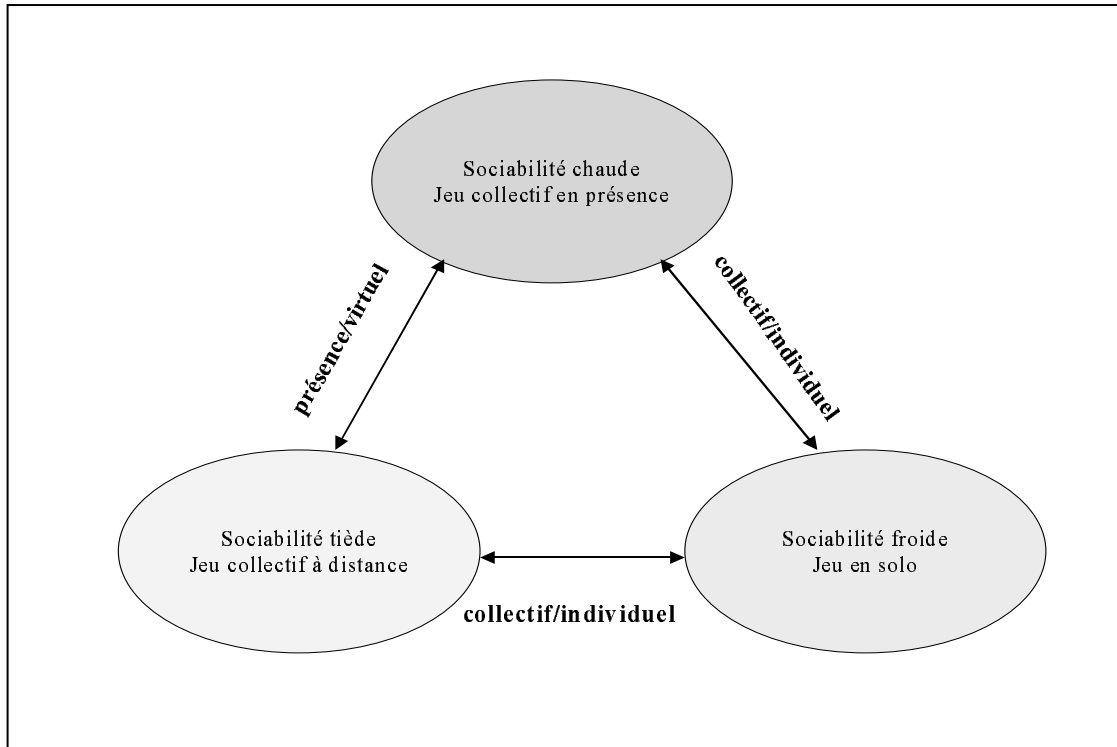 Sociabilité chaude
Jeu collectif en présence
présence/virtuel
collectif/individuel
Sociabilité tiède
Jeu collectif à distance
Sociabilité froide
Jeu en solo
collectif/individuel